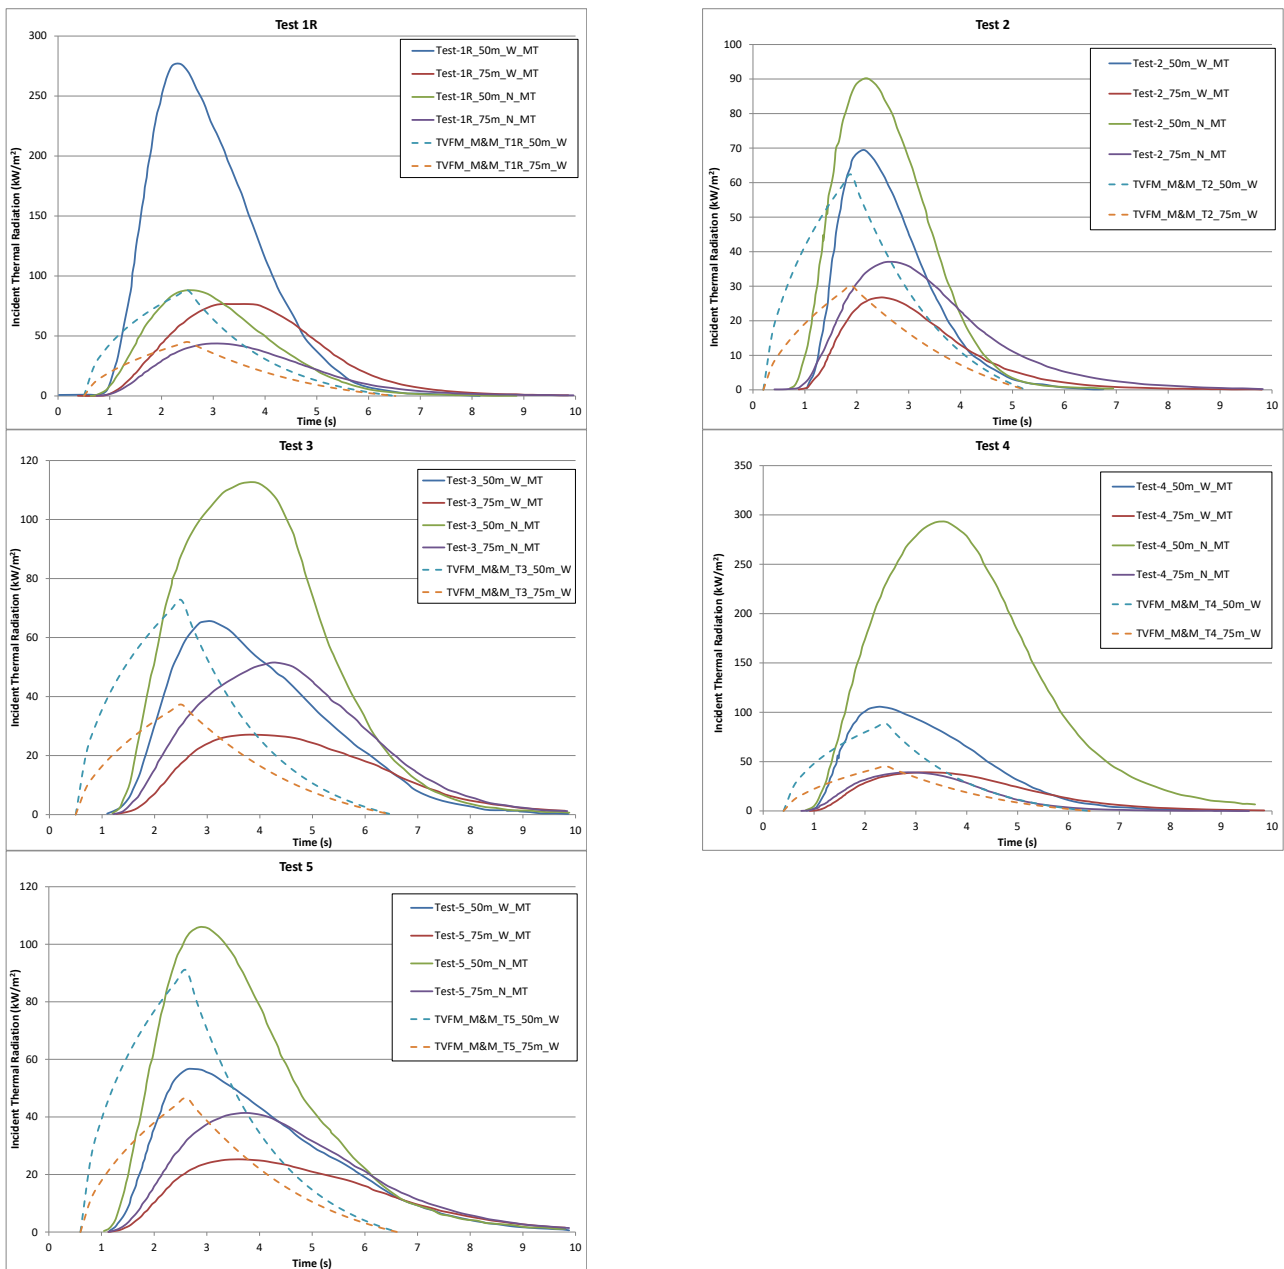 Test 1R
Incident Thermal Radiation (kW/m²)
300
250
200
150
100
50
0
Test-1R_50m_W_MT
Test-1R_75m_W_MT
Test-1R_50m_N_MT
Test-1R_75m_N_MT
TVFM_M&M_T1R_50m_W
TVFM_M&M_T1R_75m_W
0 1 2 3 4 5 6 7 8 9 10
Time (s)
Test 2
Incident Thermal Radiation (kW/m²)
100
90
80
70
60
50
40
30
20
10
0
Test-2_50m_W_MT
Test-2_75m_W_MT
Test-2_50m_N_MT
Test-2_75m_N_MT
TVFM_M&M_T2_50m_W
TVFM_M&M_T2_75m_W
0 1 2 3 4 5 6 7 8 9 10
Time (s)
Test 3
Incident Thermal Radiation (kW/m²)
120
100
80
60
40
20
0
Test-3_50m_W_MT
Test-3_75m_W_MT
Test-3_50m_N_MT
Test-3_75m_N_MT
TVFM_M&M_T3_50m_W
TVFM_M&M_T3_75m_W
0 1 2 3 4 5 6 7 8 9 10
Time (s)
Test 4
Incident Thermal Radiation (kW/m²)
350
300
250
200
150
100
50
0
Test-4_50m_W_MT
Test-4_75m_W_MT
Test-4_50m_N_MT
Test-4_75m_N_MT
TVFM_M&M_T4_50m_W
TVFM_M&M_T4_75m_W
0 1 2 3 4 5 6 7 8 9 10
Time (s)
Test 5
Incident Thermal Radiation (kW/m²)
120
100
80
60
40
20
0
Test-5_50m_W_MT
Test-5_75m_W_MT
Test-5_50m_N_MT
Test-5_75m_N_MT
TVFM_M&M_T5_50m_W
TVFM_M&M_T5_75m_W
0 1 2 3 4 5 6 7 8 9 10
Time (s)